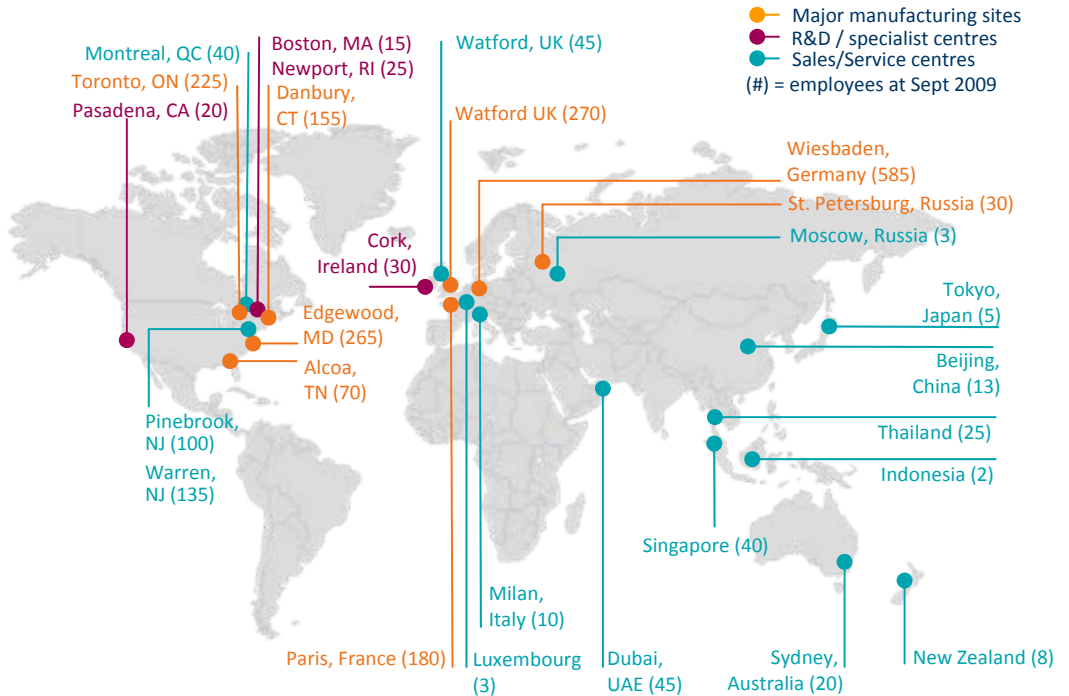 Major manufacturing sites
R&D / specialist centres
Sales/Service centres
(#) = employees at Sept 2009
Montreal, QC (40)
Toronto, ON (225)
Pasadena, CA (20)
Boston, MA (15)
Newport, RI (25)
Danbury,
CT (155)
Watford, UK (45)
Watford UK (270)
Wiesbaden,
Germany (585)
St. Petersburg, Russia (30)
Moscow, Russia (3)
Cork,
Ireland (30)
Edgewood,
MD (265)
Alcoa,
TN (70)
Pinebrook,
NJ (100)
Warren,
NJ (135)
Tokyo,
Japan (5)
Beijing,
China (13)
Thailand (25)
Indonesia (2)
Singapore (40)
Milan,
Italy (10)
Paris, France (180)
Luxembourg
(3)
Dubai,
UAE (45)
Sydney,
Australia (20)
New Zealand (8)